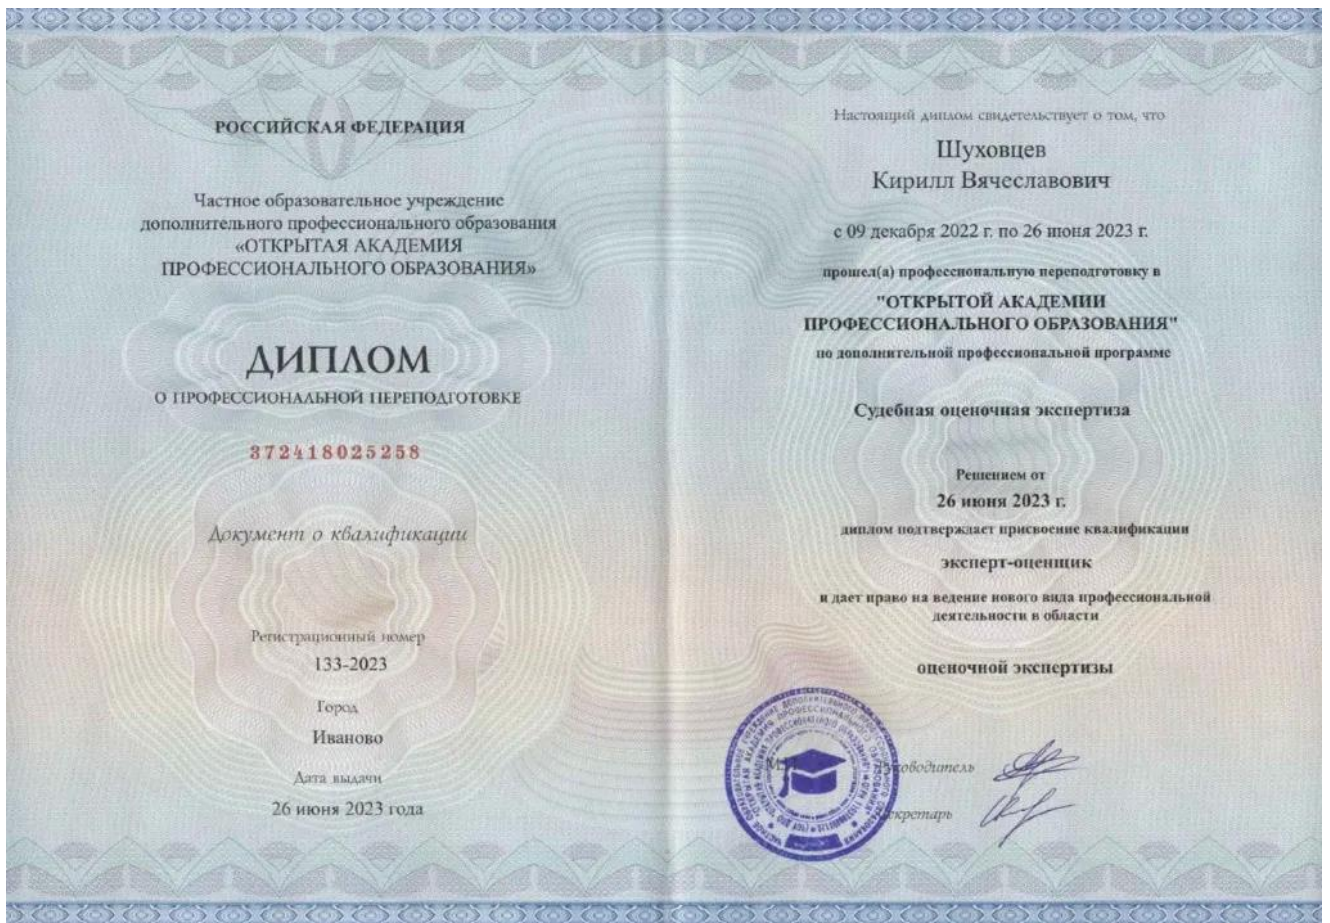 РОССИЙСКАЯ ФЕДЕРАЦИЯ
Частное образовательное учреждение
дополнительного профессионального образования
«ОТКРЫТАЯ АКАДЕМИЯ
ПРОФЕССИОНАЛЬНОГО ОБРАЗОВАНИЯ»
ДИПЛОМ
О ПРОФЕССИОНАЛЬНОЙ ПЕРЕПОДГОТОВКЕ
372418025258
Документ о квалификации
Регистрационный номер
133-2023
Город
Иваново
Дата выдачи
26 июня 2023 года
Настоящий диплом свидетельствует о том, что
Шуховцев
Кирилл Вячеславович
с 09 декабря 2022 г. по 26 июня 2023 г.
прошел(а) профессиональную переподготовку в
"ОТКРЫТОЙ АКАДЕМИИ
ПРОФЕССИОНАЛЬНОГО ОБРАЗОВАНИЯ"
по дополнительной профессиональной программе
Судебная оценочная экспертиза
Решением от
26 июня 2023 г.
диплом подтверждает присвоение квалификации
эксперт-оценщик
и дает право на ведение нового вида профессиональной
деятельности в области
оценочной экспертизы
М.П.
Руководитель
Секретарь